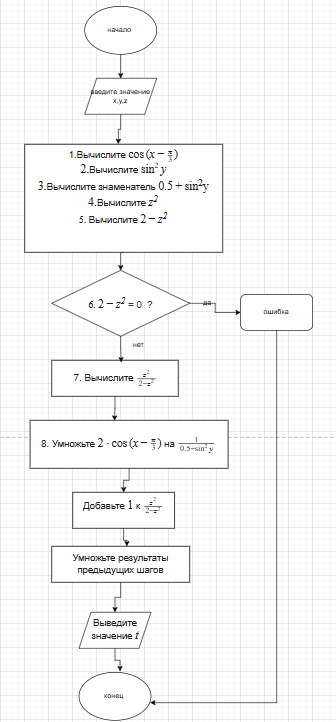 начало
введите значение
x,y,z
1.Вычислите cos(x − π/3)
2.Вычислите sin² y
3.Вычислите знаменатель 0.5 + sin²y
4.Вычислите z²
5. Вычислите 2 − z²
6. 2 − z² = 0 ?
да
ошибка
нет
7. Вычислите z²/2−z²
8. Умножьте 2 · cos(x − π/3) на 1/0.5+sin² y
Добавьте 1 к z²/2−z²
Умножьте результаты
предыдущих шагов
Выведите
значение t
конец